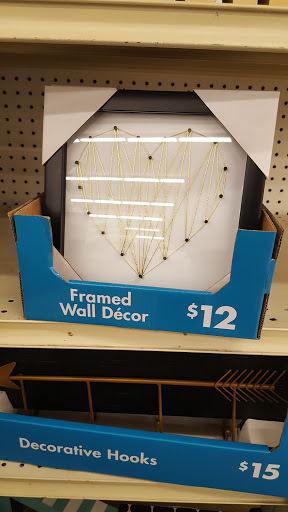 Framed
Wall Décor
$12
Decorative Hooks
$15